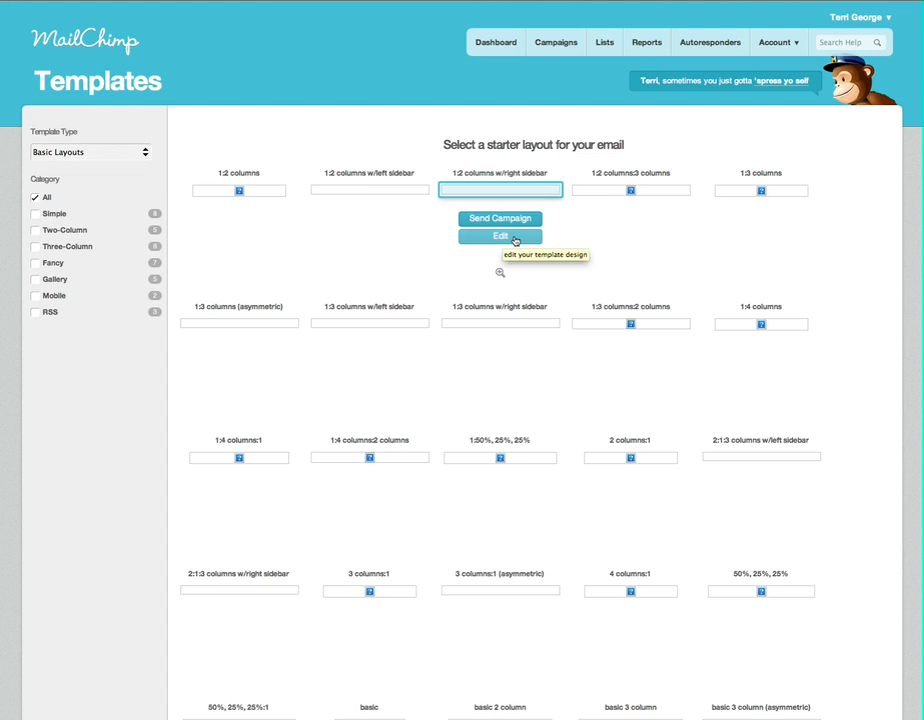 Terri George ▾
MailChimp
Dashboard Campaigns Lists Reports Autoresponders Account ▾ Search Help
Templates
Terri, sometimes you just gotta 'spress yo self
Template Type
Basic Layouts
Category
All
Simple 8
Two-Column 5
Three-Column 6
Fancy 7
Gallery 5
Mobile 2
RSS 3
Select a starter layout for your email
1:2 columns 1:2 columns w/left sidebar 1:2 columns w/right sidebar 1:2 columns:3 columns 1:3 columns
Send Campaign
Edit
edit your template design
1:3 columns (asymmetric) 1:3 columns w/left sidebar 1:3 columns w/right sidebar 1:3 columns:2 columns 1:4 columns
1:4 columns:1 1:4 columns:2 columns 1:50%, 25%, 25% 2 columns:1 2:1:3 columns w/left sidebar
2:1:3 columns w/right sidebar 3 columns:1 3 columns:1 (asymmetric) 4 columns:1 50%, 25%, 25%
50%, 25%, 25%:1 basic basic 2 column basic 3 column basic 3 column (asymmetric)